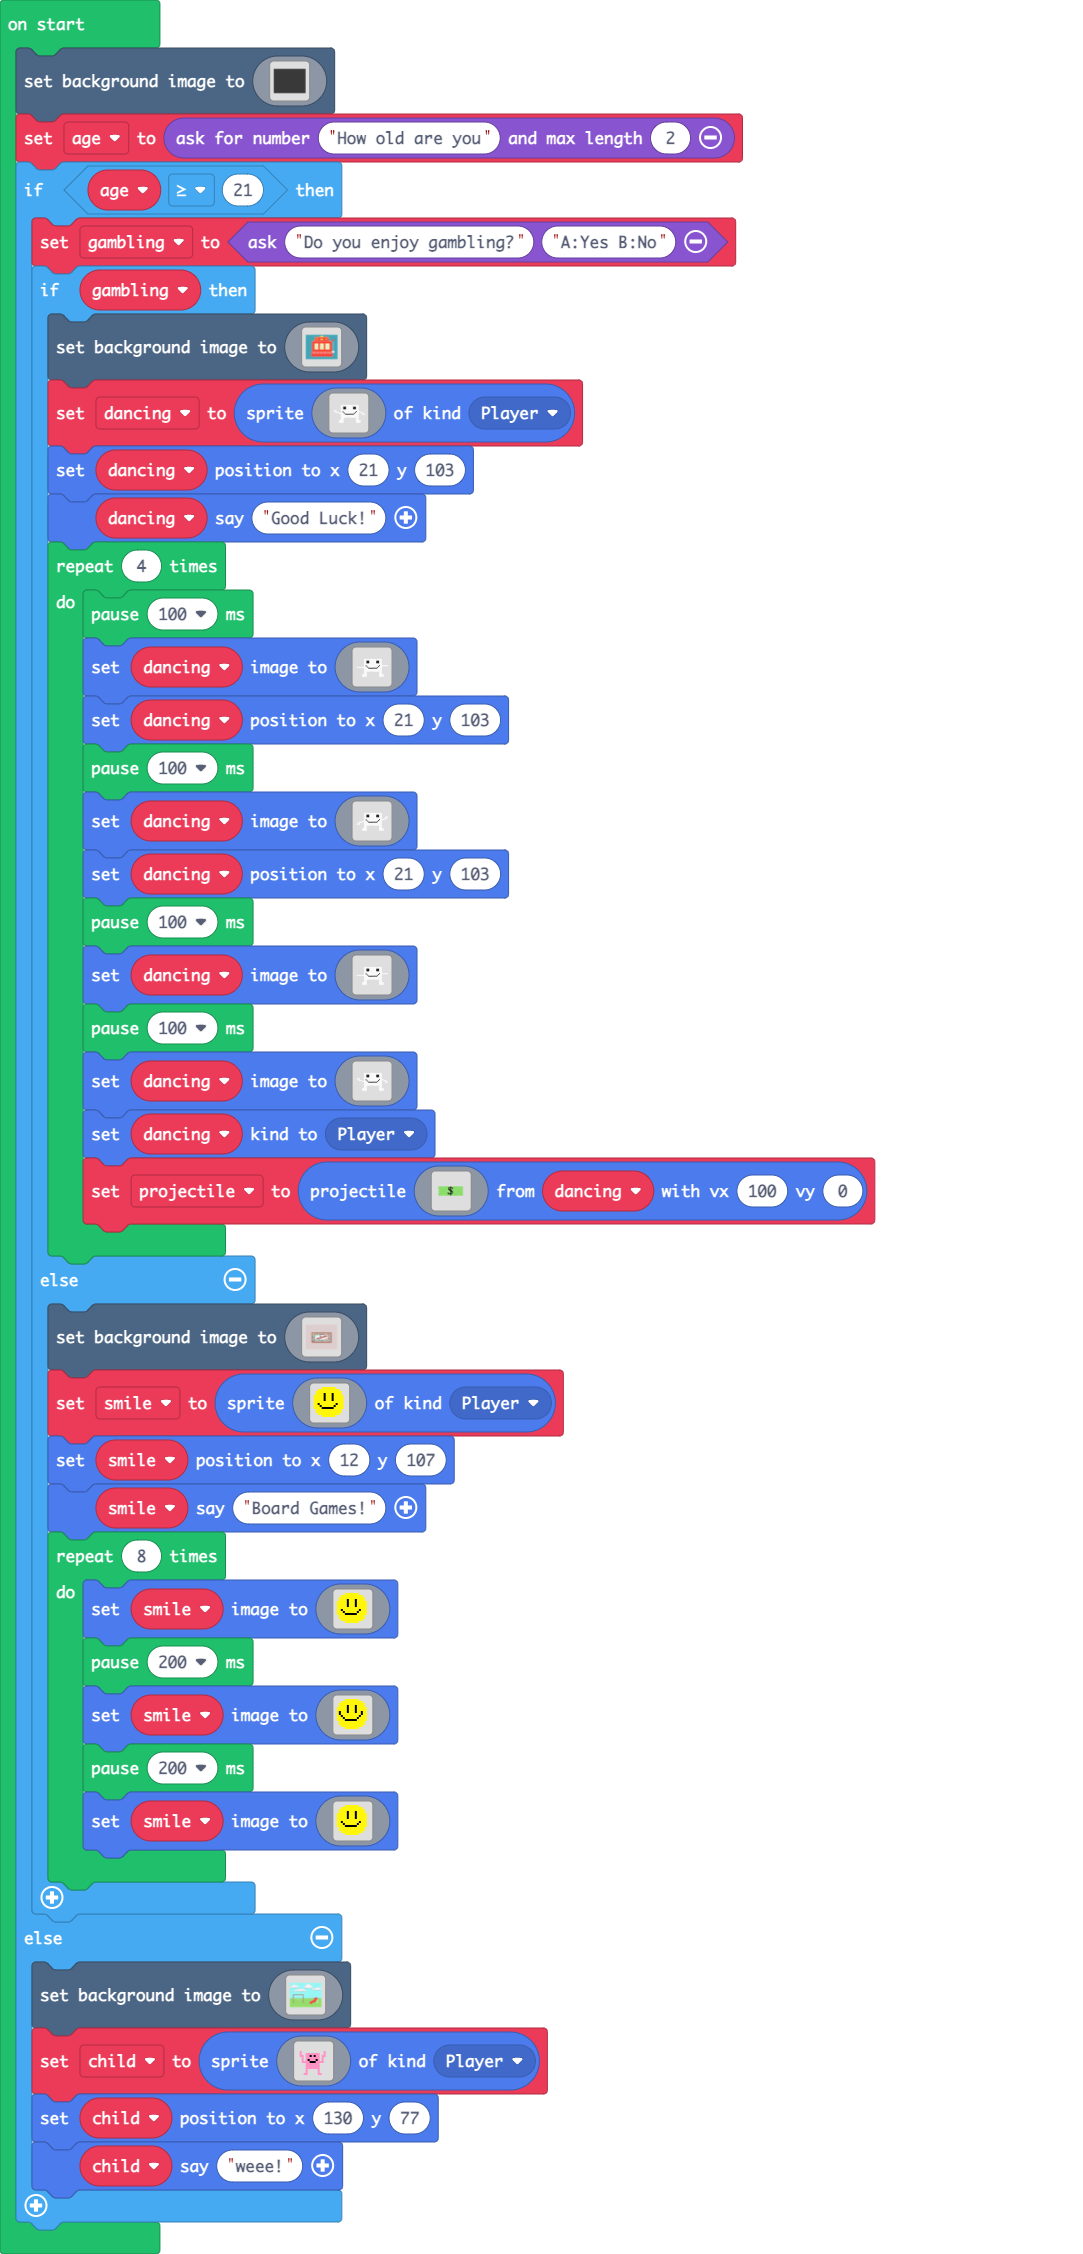 on start
set background image to
set age to ask for number "How old are you" and max length 2
if age ≥ 21 then
set gambling to ask "Do you enjoy gambling?" "A:Yes B:No"
if gambling then
set background image to
set dancing to sprite of kind Player
set dancing position to x 21 y 103
dancing say "Good Luck!"
repeat 4 times
do
pause 100 ms
set dancing image to
set dancing position to x 21 y 103
pause 100 ms
set dancing image to
set dancing position to x 21 y 103
pause 100 ms
set dancing image to
pause 100 ms
set dancing image to
set dancing kind to Player
set projectile to projectile $ from dancing with vx 100 vy 0
else
set background image to
set smile to sprite of kind Player
set smile position to x 12 y 107
smile say "Board Games!"
repeat 8 times
do
set smile image to
pause 200 ms
set smile image to
pause 200 ms
set smile image to
else
set background image to
set child to sprite of kind Player
set child position to x 130 y 77
child say "weee!"